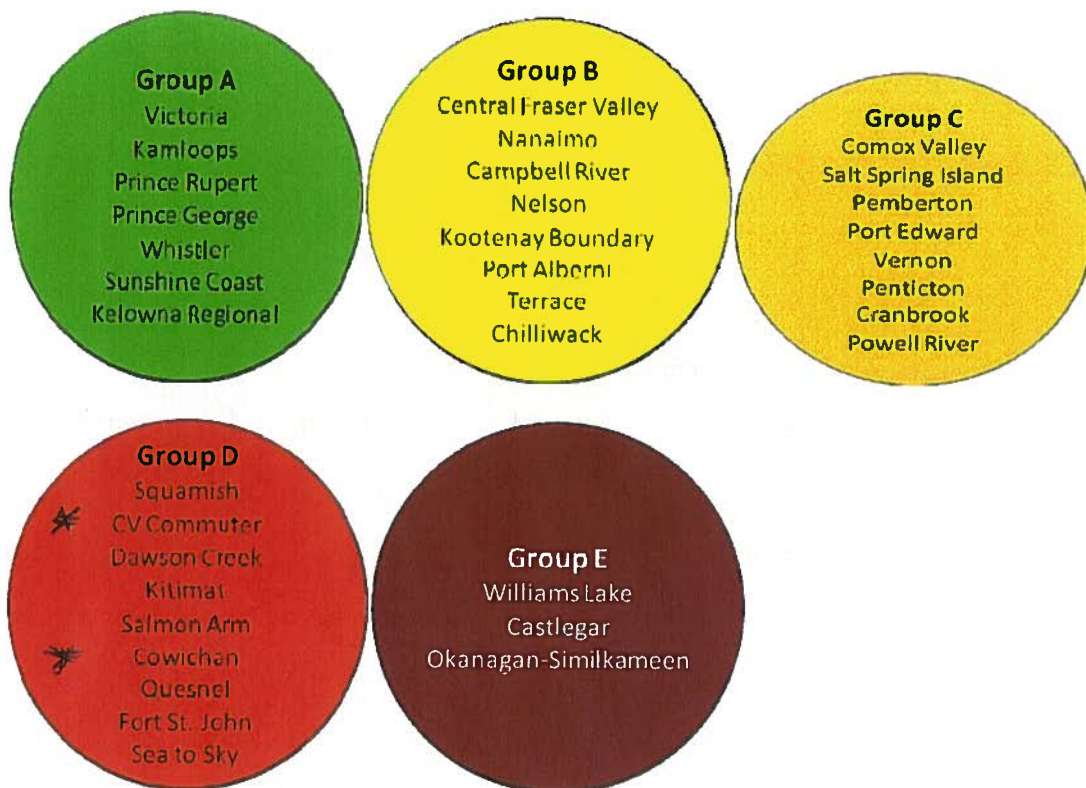 Group A
Victoria
Kamloops
Prince Rupert
Prince George
Whistler
Sunshine Coast
Kelowna Regional
Group B
Central Fraser Valley
Nanaimo
Campbell River
Nelson
Kootenay Boundary
Port Alberni
Terrace
Chilliwack
Group C
Comox Valley
Salt Spring Island
Pemberton
Port Edward
Vernon
Penticton
Cranbrook
Powell River
Group D
Squamish
CV Commuter
Dawson Creek
Kitimat
Salmon Arm
Cowichan
Quesnel
Fort St. John
Sea to Sky
Group E
Williams Lake
Castlegar
Okanagan-Similkameen